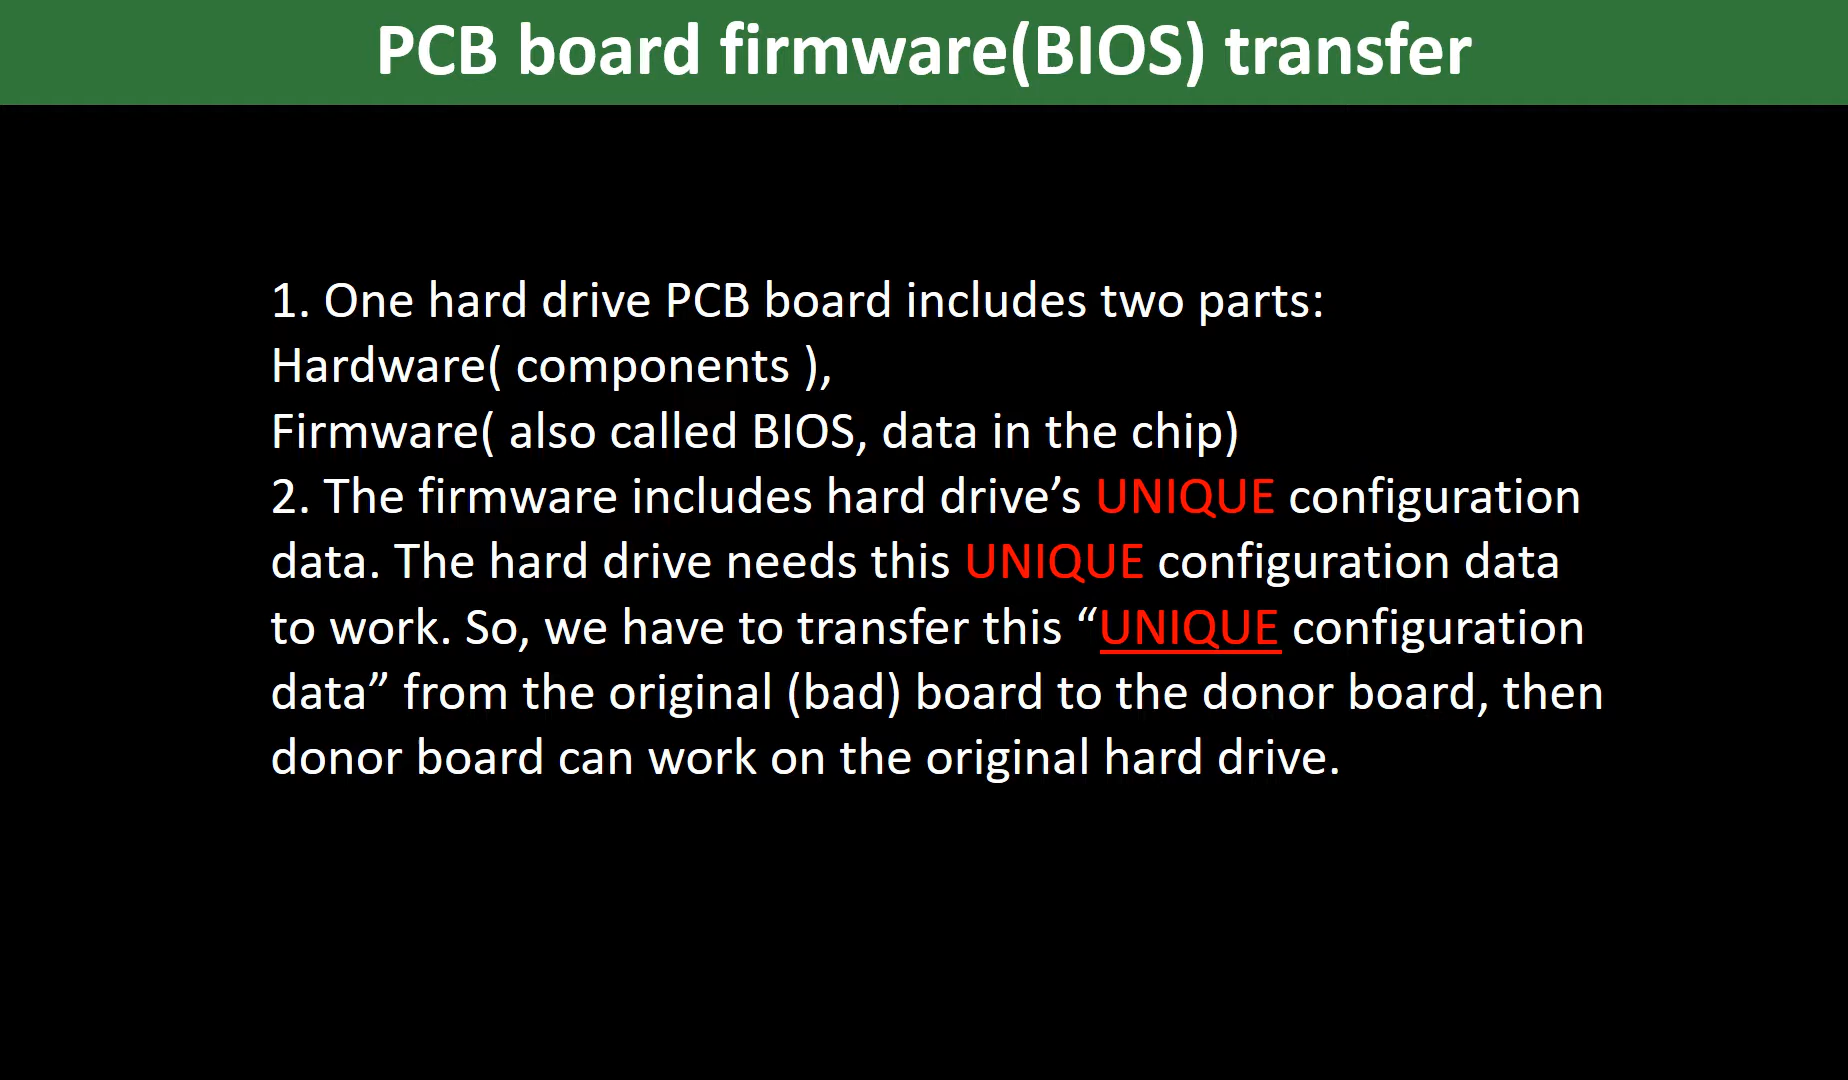 PCB board firmware(BIOS) transfer
1. One hard drive PCB board includes two parts:
Hardware( components ),
Firmware( also called BIOS, data in the chip)
2. The firmware includes hard drive’s UNIQUE configuration
data. The hard drive needs this UNIQUE configuration data
to work. So, we have to transfer this “UNIQUE configuration
data” from the original (bad) board to the donor board, then
donor board can work on the original hard drive.